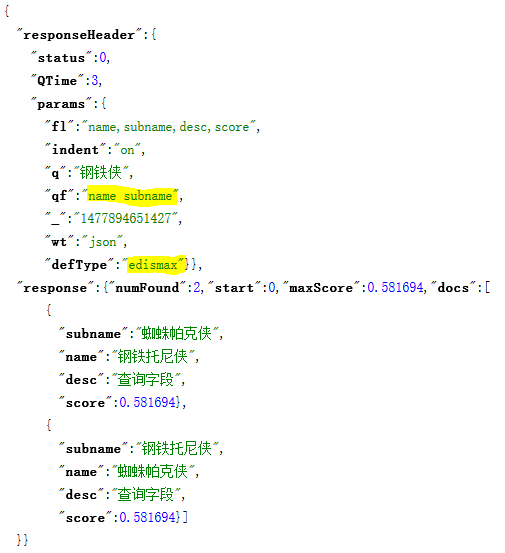 {
"responseHeader":{
"status":0,
"QTime":3,
"params":{
"fl":"name,subname,desc,score",
"indent":"on",
"q":"钢铁侠",
"qf":"name subname",
"_":"1477894651427",
"wt":"json",
"defType":"edismax"}},
"response":{"numFound":2,"start":0,"maxScore":0.581694,"docs":[
{
"subname":"蜘蛛帕克侠",
"name":"钢铁托尼侠",
"desc":"查询字段",
"score":0.581694},
{
"subname":"钢铁托尼侠",
"name":"蜘蛛帕克侠",
"desc":"查询字段",
"score":0.581694}]
}}